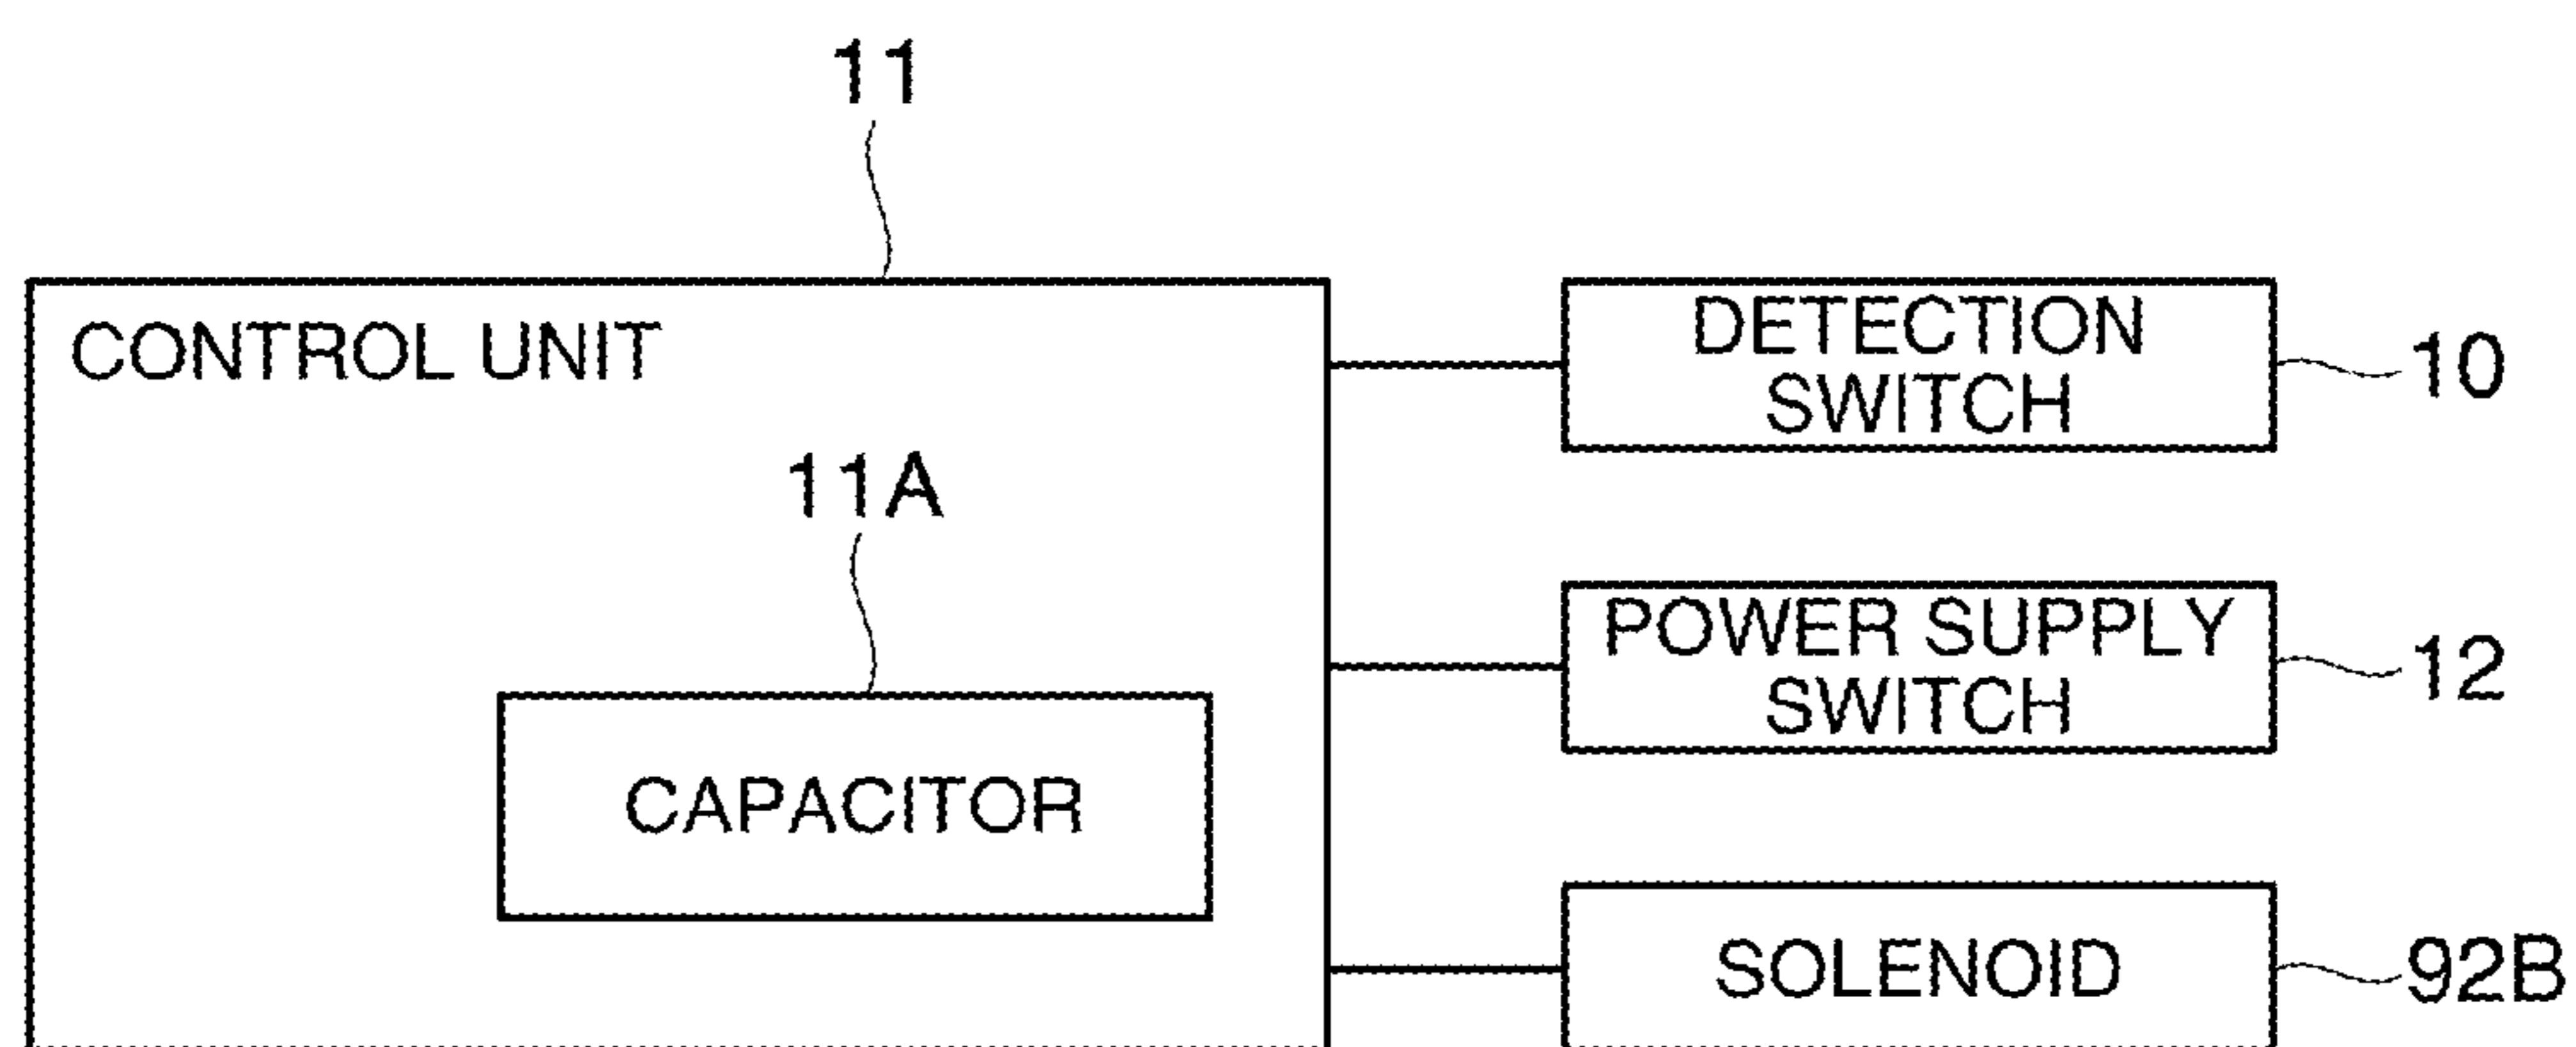 11
CONTROL UNIT
DETECTION
SWITCH
10
11A
POWER SUPPLY
SWITCH
12
CAPACITOR
SOLENOID
92B